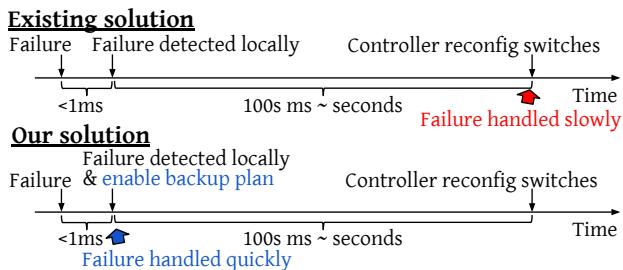 Existing solution
Failure Failure detected locally Controller reconfig switches
<1ms 100s ms ~ seconds Time
Failure handled slowly
Our solution
Failure detected locally
Failure & enable backup plan Controller reconfig switches
<1ms 100s ms ~ seconds Time
Failure handled quickly